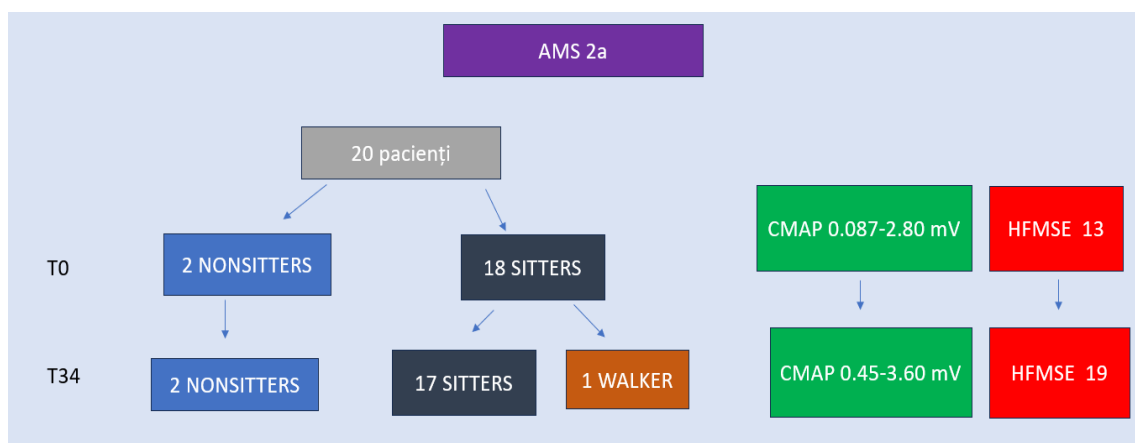 AMS 2a
20 pacienți
T0
2 NONSITTERS
18 SITTERS
CMAP 0.087-2.80 mV
HFMSE 13
T34
2 NONSITTERS
17 SITTERS
1 WALKER
CMAP 0.45-3.60 mV
HFMSE 19